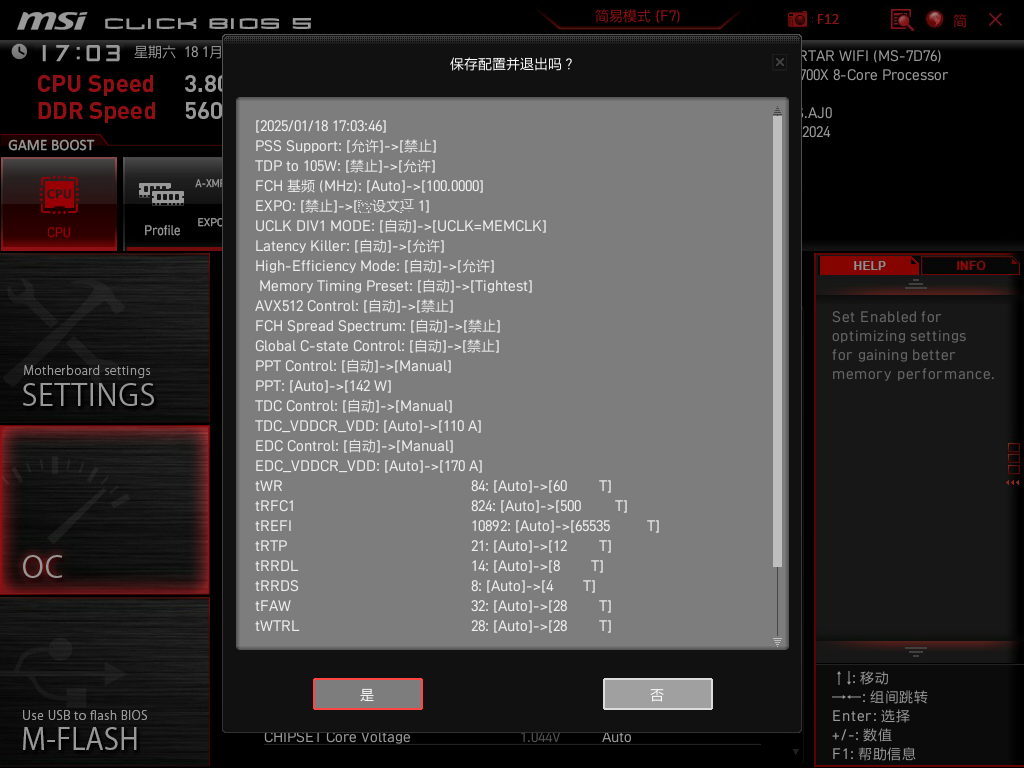 msi CLICK BIOS 5
简易模式 (F7)
F12
简
17:03 星期六 18 1月
CPU Speed 3.80
DDR Speed 560
RTAR WIFI (MS-7D76)
700X 8-Core Processor
S.AJ0
2024
GAME BOOST
CPU
CPU
A-XMP
EXPO
Profile
保存配置并退出吗？
[2025/01/18 17:03:46]
PSS Support: [允许]->[禁止]
TDP to 105W: [禁止]->[允许]
FCH 基频 (MHz): [Auto]->[100.0000]
EXPO: [禁止]->[设文 1]
UCLK DIV1 MODE: [自动]->[UCLK=MEMCLK]
Latency Killer: [自动]->[允许]
High-Efficiency Mode: [自动]->[允许]
Memory Timing Preset: [自动]->[Tightest]
AVX512 Control: [自动]->[禁止]
FCH Spread Spectrum: [自动]->[禁止]
Global C-state Control: [自动]->[禁止]
PPT Control: [自动]->[Manual]
PPT: [Auto]->[142 W]
TDC Control: [自动]->[Manual]
TDC_VDDCR_VDD: [Auto]->[110 A]
EDC Control: [自动]->[Manual]
EDC_VDDCR_VDD: [Auto]->[170 A]
tWR 84: [Auto]->[60 T]
tRFC1 824: [Auto]->[500 T]
tREFI 10892: [Auto]->[65535 T]
tRTP 21: [Auto]->[12 T]
tRRDL 14: [Auto]->[8 T]
tRRDS 8: [Auto]->[4 T]
tFAW 32: [Auto]->[28 T]
tWTRL 28: [Auto]->[28 T]
是
否
Motherboard settings
SETTINGS
OC
Use USB to flash BIOS
M-FLASH
CHIPSET Core Voltage 1.044V Auto
HELP
INFO
Set Enabled for
optimizing settings
for gaining better
memory performance.
↑↓: 移动
→←: 组间跳转
Enter: 选择
+/-: 数值
F1: 帮助信息